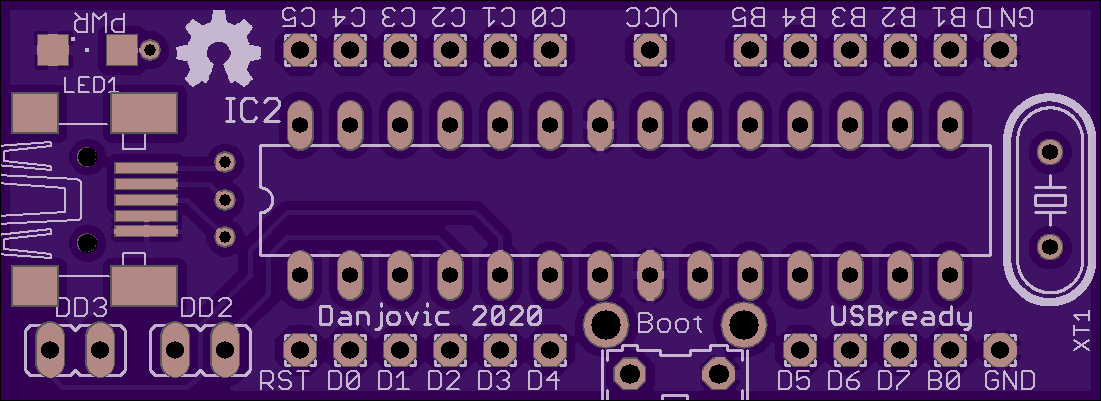 PWR C5 C4 C3 C2 C1 C0 VCC B5 B4 B3 B2 B1 GND
LED1
IC2
DD3 DD2 Danjovic 2020 Boot USBready
XT1
RST D0 D1 D2 D3 D4 D5 D6 D7 B0 GND